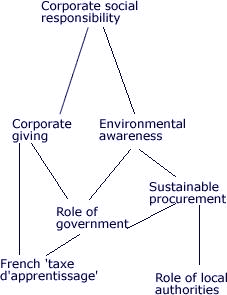 Corporate social
responsibility
Corporate
giving
Environmental
awareness
Sustainable
procurement
Role of
government
French 'taxe
d'apprentissage'
Role of local
authorities